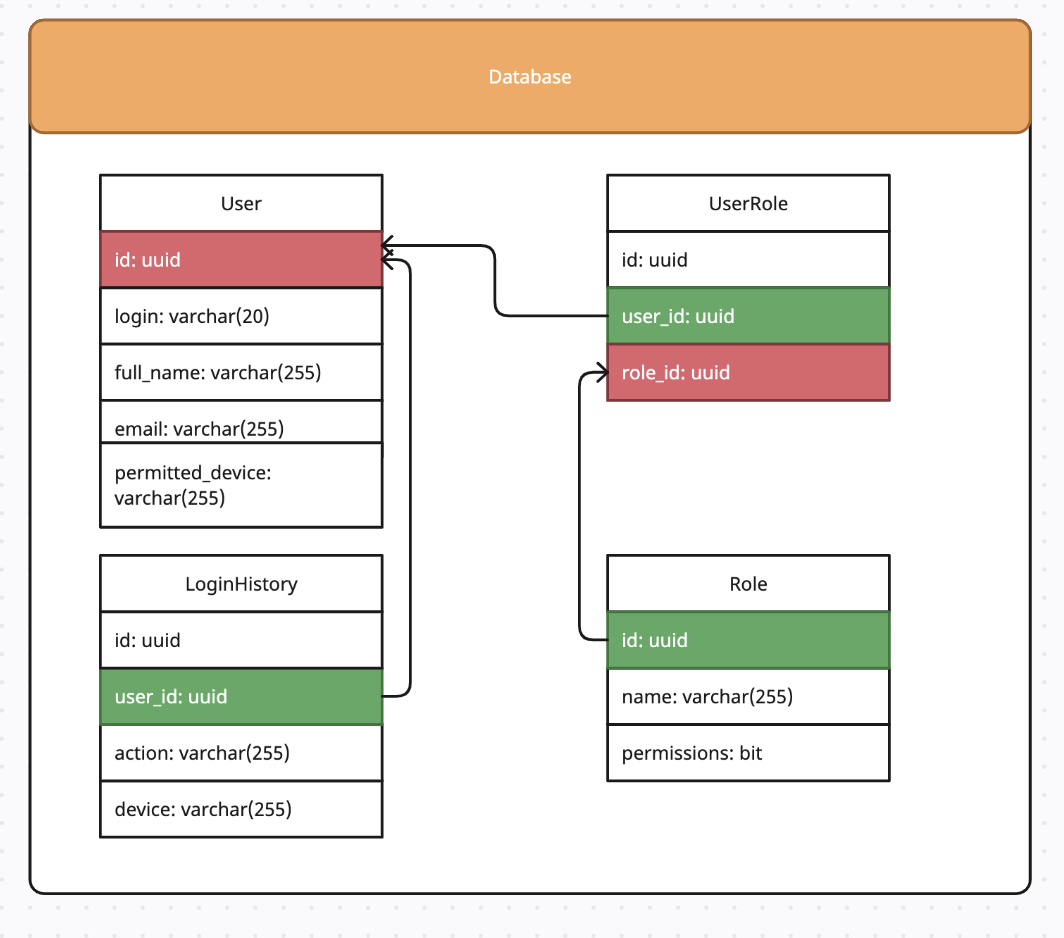 Database
User
id: uuid
login: varchar(20)
full_name: varchar(255)
email: varchar(255)
permitted_device:
varchar(255)
UserRole
id: uuid
user_id: uuid
role_id: uuid
LoginHistory
id: uuid
user_id: uuid
action: varchar(255)
device: varchar(255)
Role
id: uuid
name: varchar(255)
permissions: bit